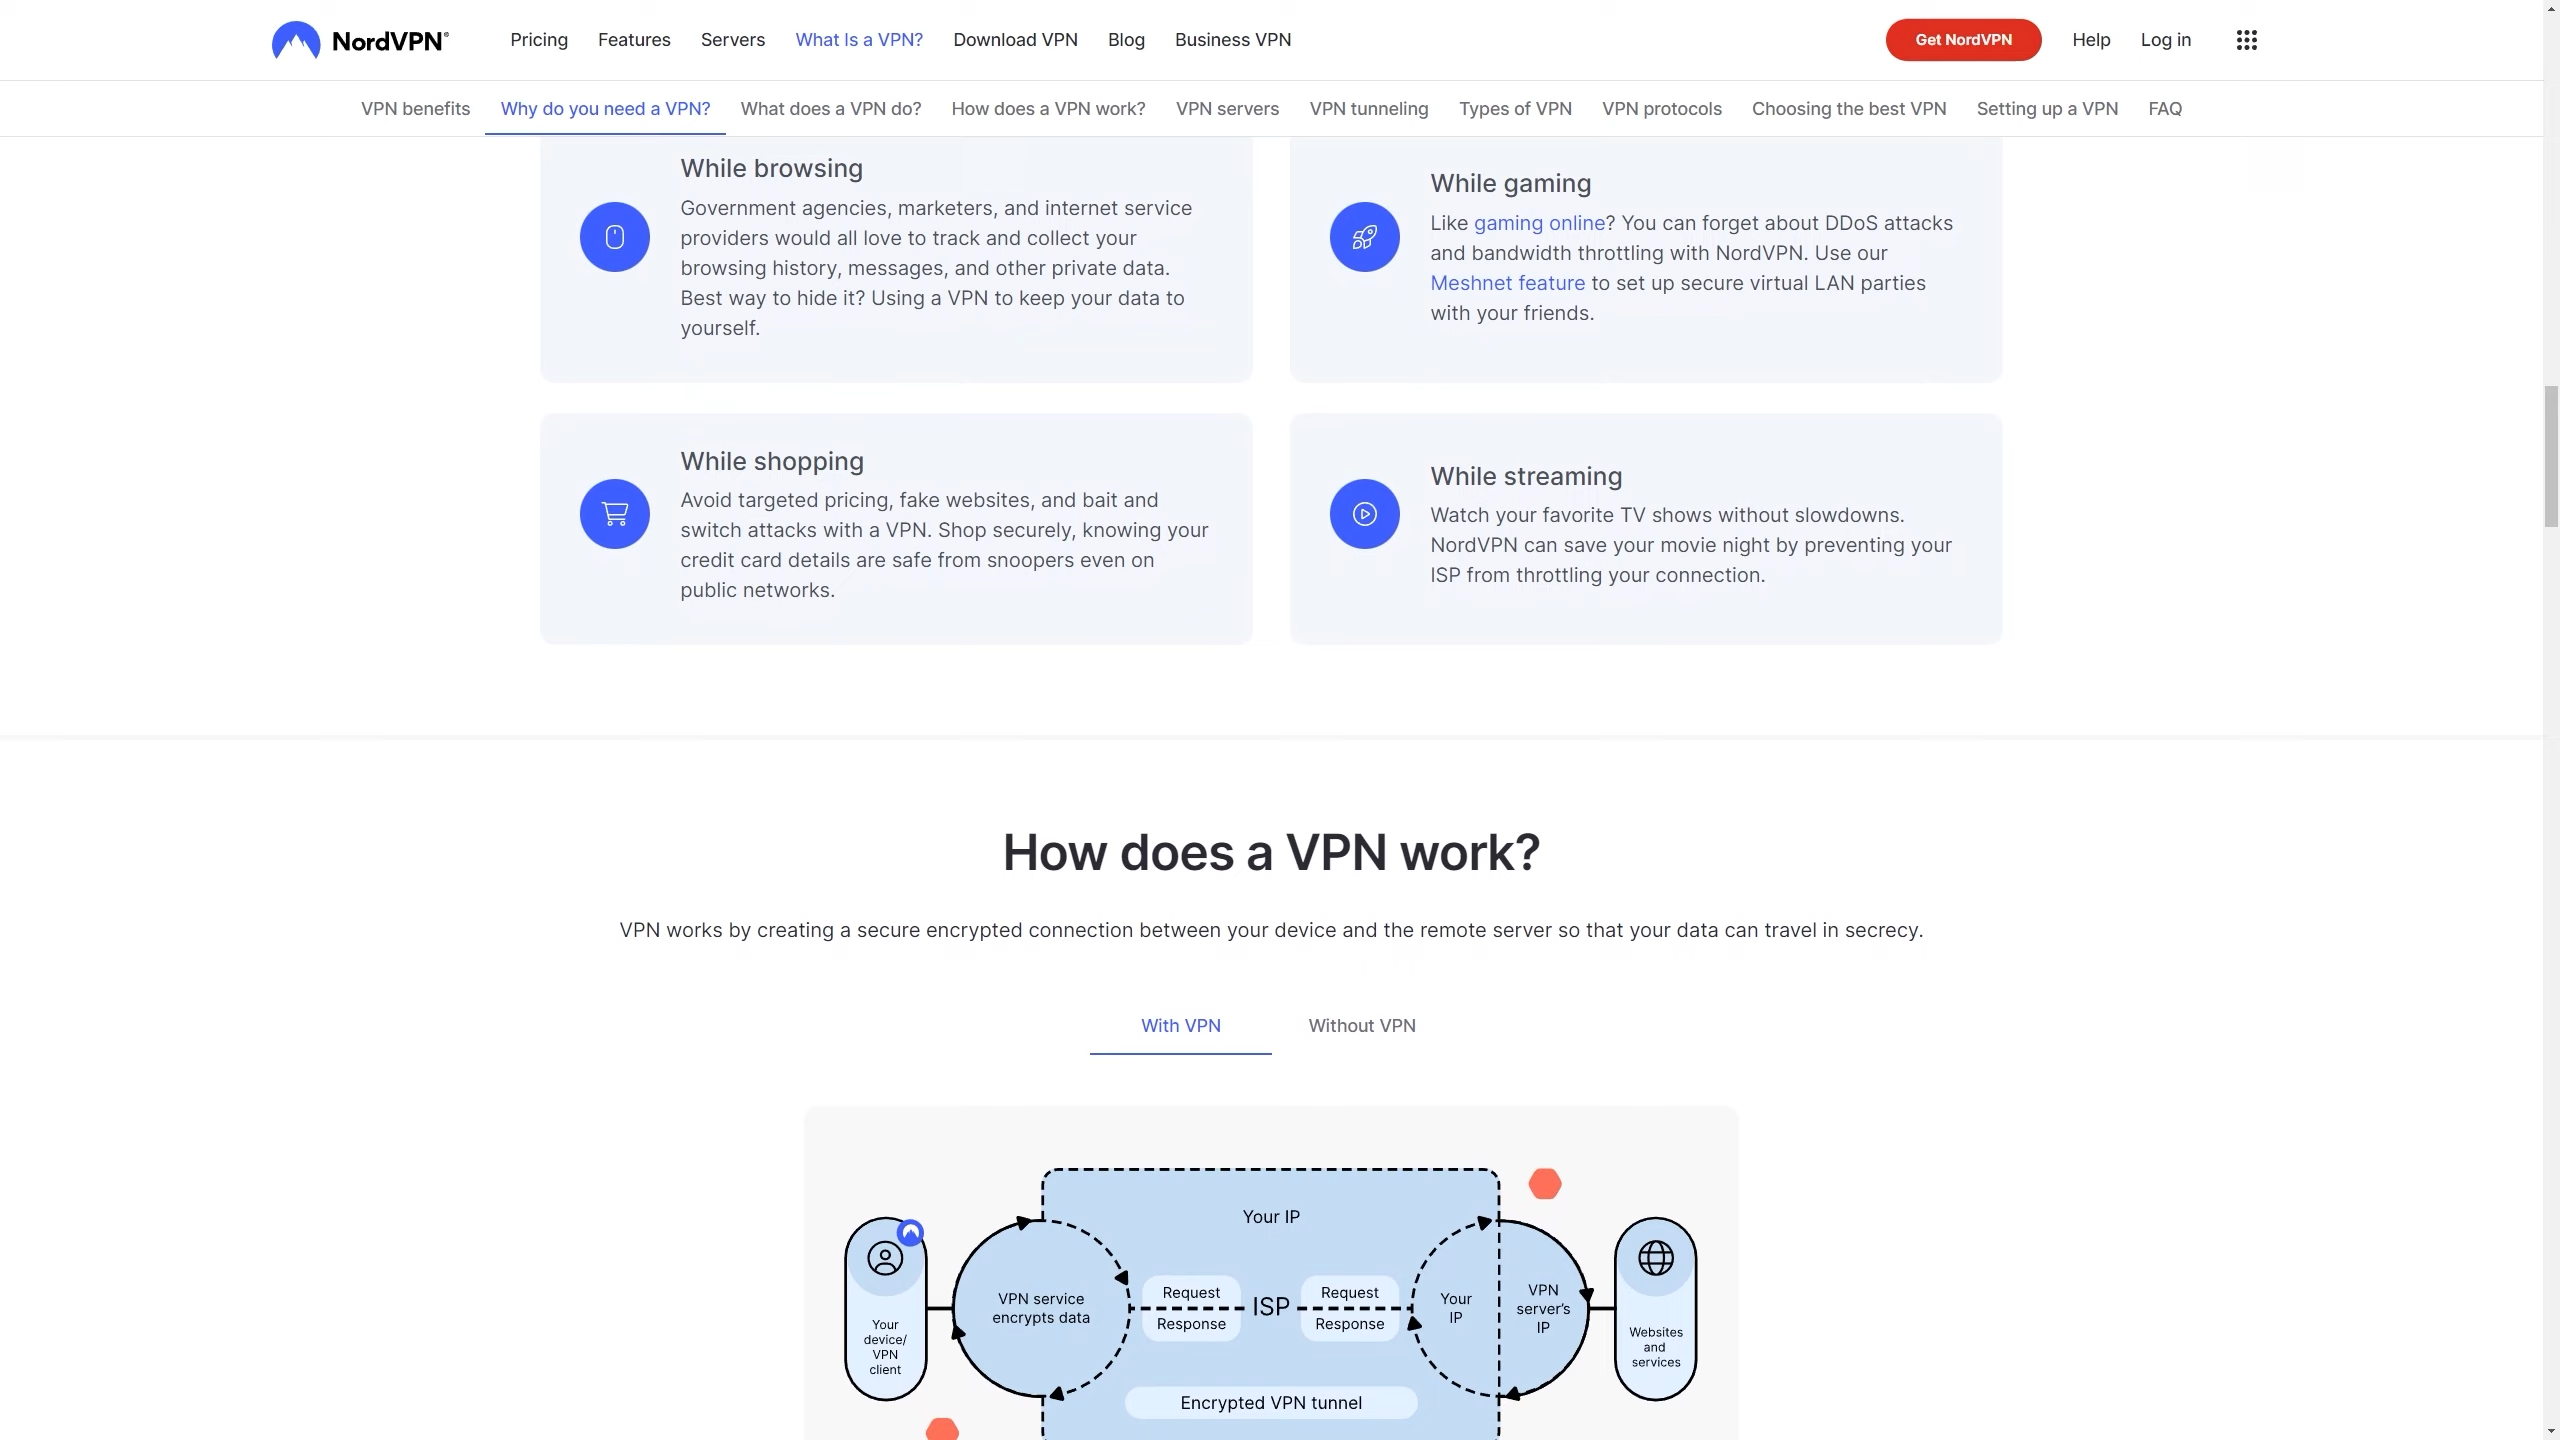 NordVPN®
Pricing
Features
Servers
What Is a VPN?
Download VPN
Blog
Business VPN
Get NordVPN
Help
Log in
VPN benefits
Why do you need a VPN?
What does a VPN do?
How does a VPN work?
VPN servers
VPN tunneling
Types of VPN
VPN protocols
Choosing the best VPN
Setting up a VPN
FAQ
While browsing
Government agencies, marketers, and internet service
providers would all love to track and collect your
browsing history, messages, and other private data.
Best way to hide it? Using a VPN to keep your data to
yourself.
While gaming
Like gaming online? You can forget about DDoS attacks
and bandwidth throttling with NordVPN. Use our
Meshnet feature to set up secure virtual LAN parties
with your friends.
While shopping
Avoid targeted pricing, fake websites, and bait and
switch attacks with a VPN. Shop securely, knowing your
credit card details are safe from snoopers even on
public networks.
While streaming
Watch your favorite TV shows without slowdowns.
NordVPN can save your movie night by preventing your
ISP from throttling your connection.
How does a VPN work?
VPN works by creating a secure encrypted connection between your device and the remote server so that your data can travel in secrecy.
With VPN
Without VPN
Your
device/
VPN
client
VPN service
encrypts data
Your IP
Request
Response
ISP
Request
Response
Your
IP
VPN
server's
IP
Websites
and
services
Encrypted VPN tunnel